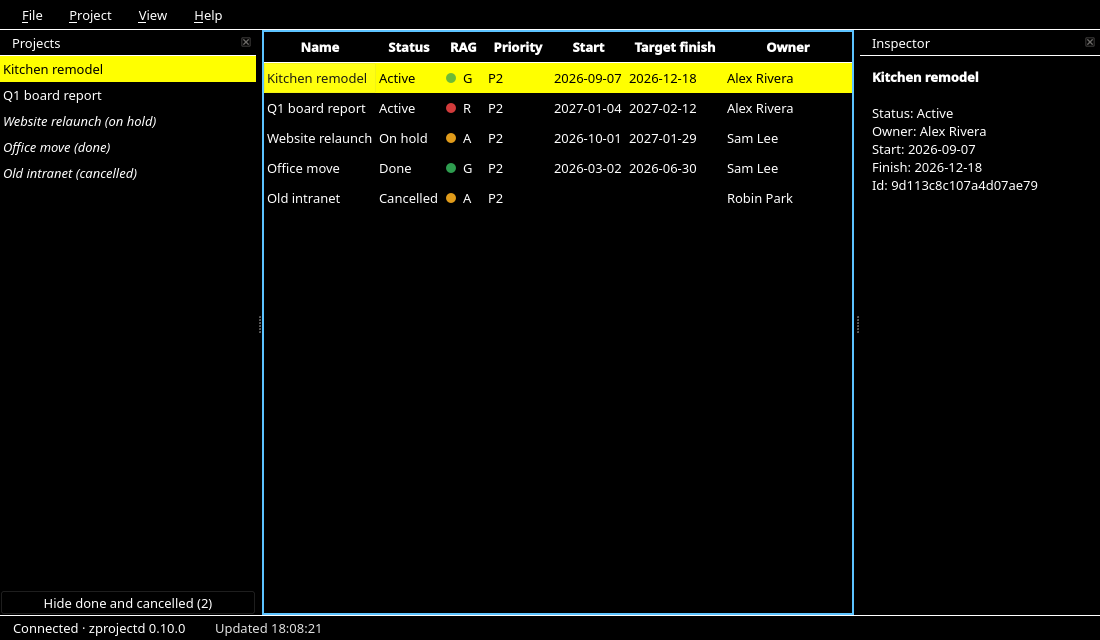 File Project View Help
Projects
Kitchen remodel
Q1 board report
Website relaunch (on hold)
Office move (done)
Old intranet (cancelled)
Hide done and cancelled (2)
Name Status RAG Priority Start Target finish Owner
Kitchen remodel Active G P2 2026-09-07 2026-12-18 Alex Rivera
Q1 board report Active R P2 2027-01-04 2027-02-12 Alex Rivera
Website relaunch On hold A P2 2026-10-01 2027-01-29 Sam Lee
Office move Done G P2 2026-03-02 2026-06-30 Sam Lee
Old intranet Cancelled A P2 Robin Park
Inspector
Kitchen remodel
Status: Active
Owner: Alex Rivera
Start: 2026-09-07
Finish: 2026-12-18
Id: 9d113c8c107a4d07ae79
Connected · zprojectd 0.10.0 Updated 18:08:21